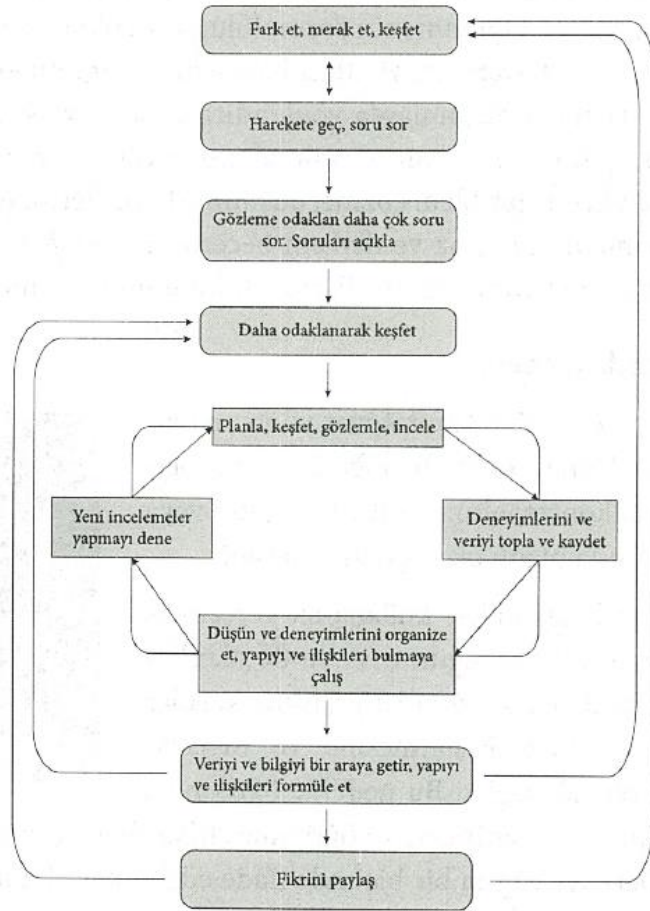 Fark et, merak et, keşfet
Harekete geç, soru sor
Gözleme odaklan daha çok soru
sor. Soruları açıkla
Daha odaklanarak keşfet
Planla, keşfet, gözlemle, incele
Yeni incelemeler
yapmayı dene
Deneyimlerini ve
veriyi topla ve kaydet
Düşün ve deneyimlerini organize
et, yapıyı ve ilişkileri bulmaya
çalış
Veriyi ve bilgiyi bir araya getir, yapıyı
ve ilişkileri formüle et
Fikrini paylaş